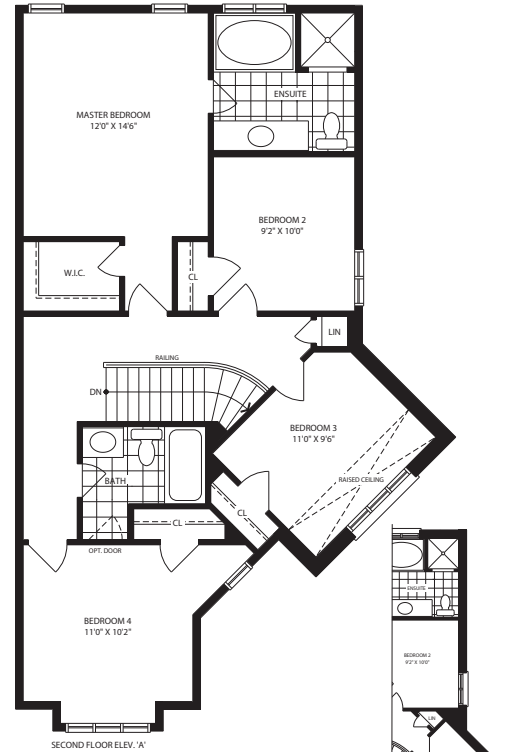 ENSUITE
MASTER BEDROOM
12'0" X 14'6"
BEDROOM 2
9'2" X 10'0"
W.I.C.
CL
LIN
RAILING
DN
BEDROOM 3
11'0" X 9'6"
RAISED CEILING
BATH
CL
CL
OPT. DOOR
ENSUITE
BEDROOM 4
11'0" X 10'2"
BEDROOM 2
9'2" X 10'0"
LIN
SECOND FLOOR ELEV. 'A'